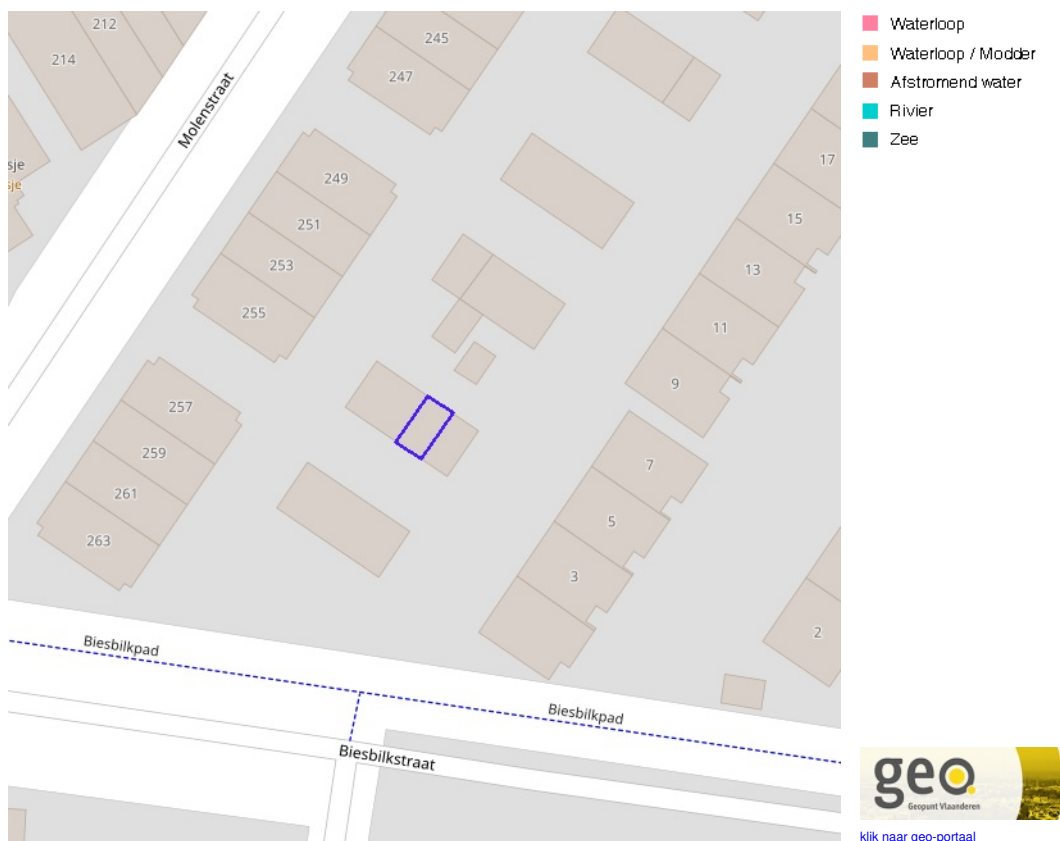 212
214
Molenstraat
245
247
sje
sje
249
251
253
255
17
15
13
11
9
7
5
3
2
257
259
261
263
Biesbilkpad
Biesbilkpad
Biesbilkstraat
Waterloop
Waterloop / Modder
Afstromend water
Rivier
Zee
geo
Geopunt Vlaanderen
klik naar geo-portaal